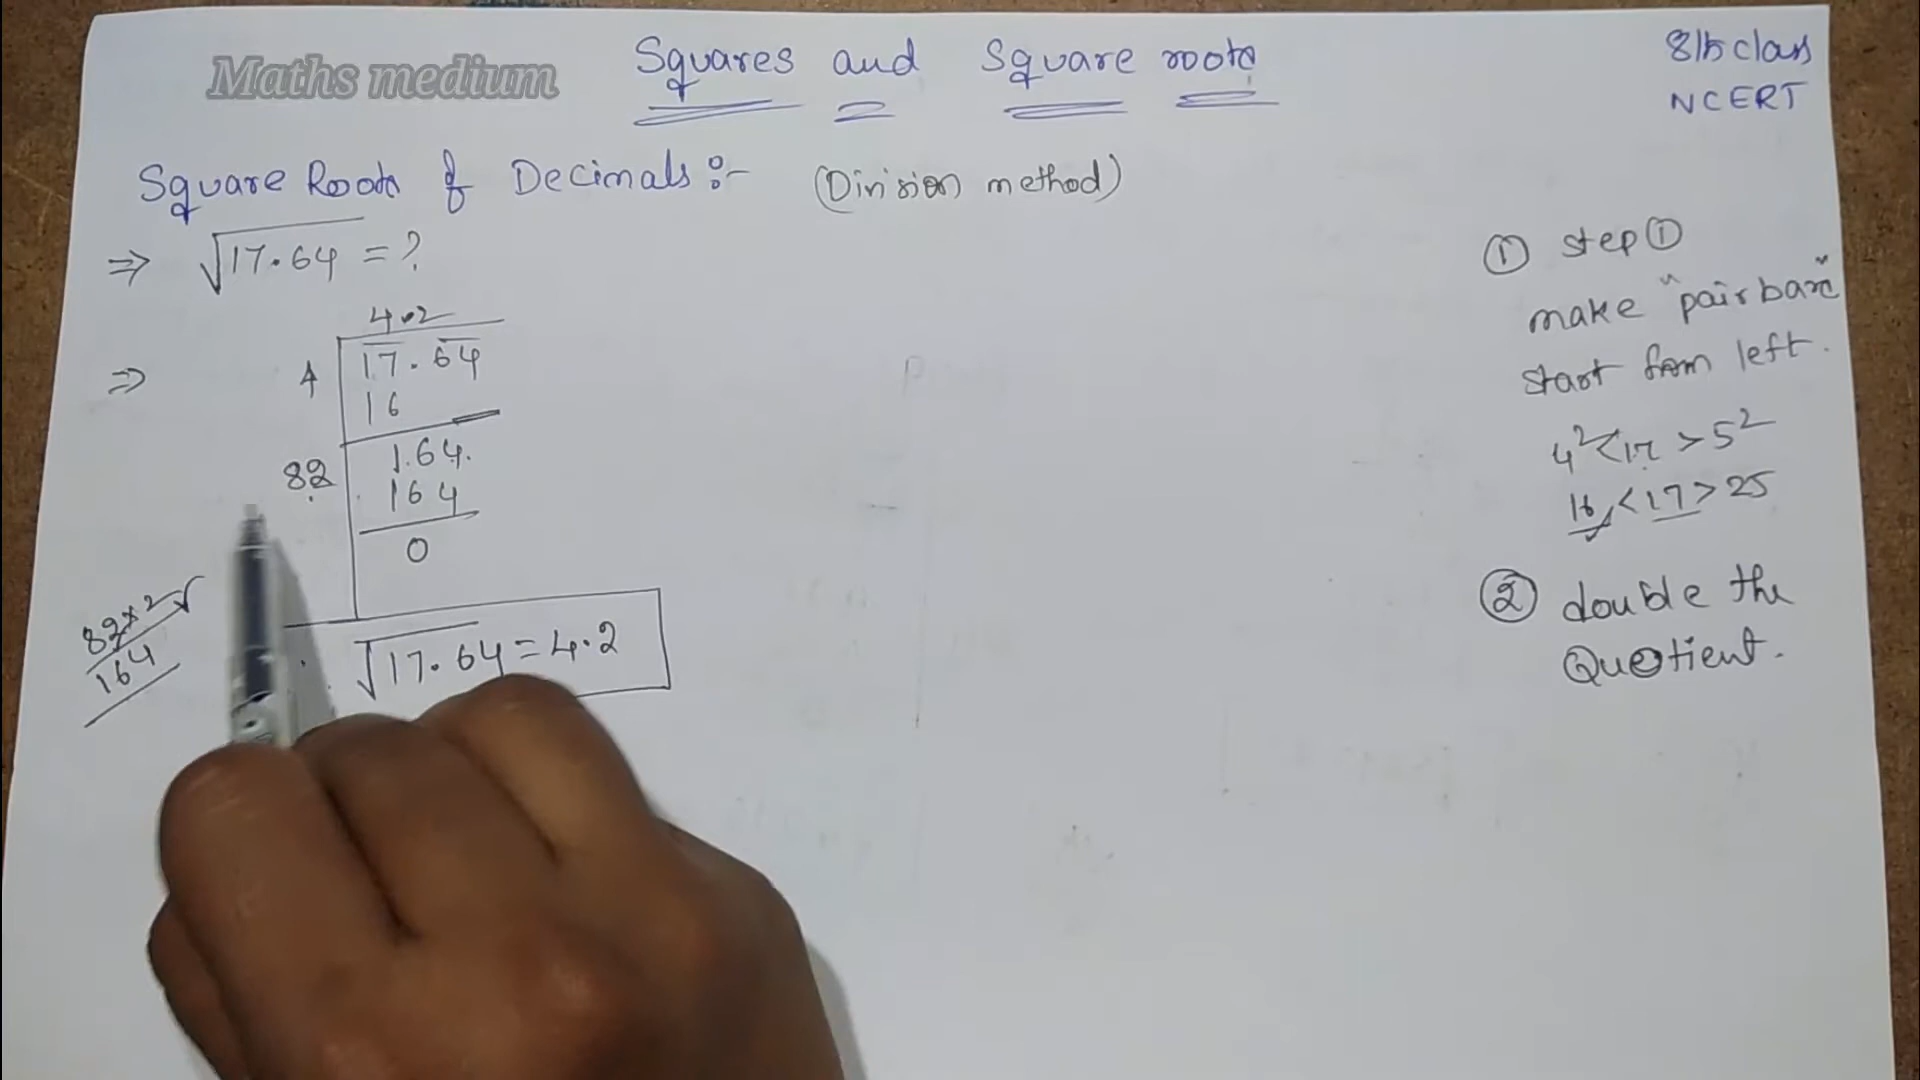 Maths medium
Squares and Square roots
8th class
NCERT
Square Roots of Decimals :- (Division method)
⇒ √17.64 = ?
4.2
⇒ 4 17.64
16
82 1.64.
164
0
82×2
164
√17.64 = 4.2
① step ①
make "pair bars"
start from left.
4² < 17 > 5²
16 < 17 > 25
② double the
Quotient.